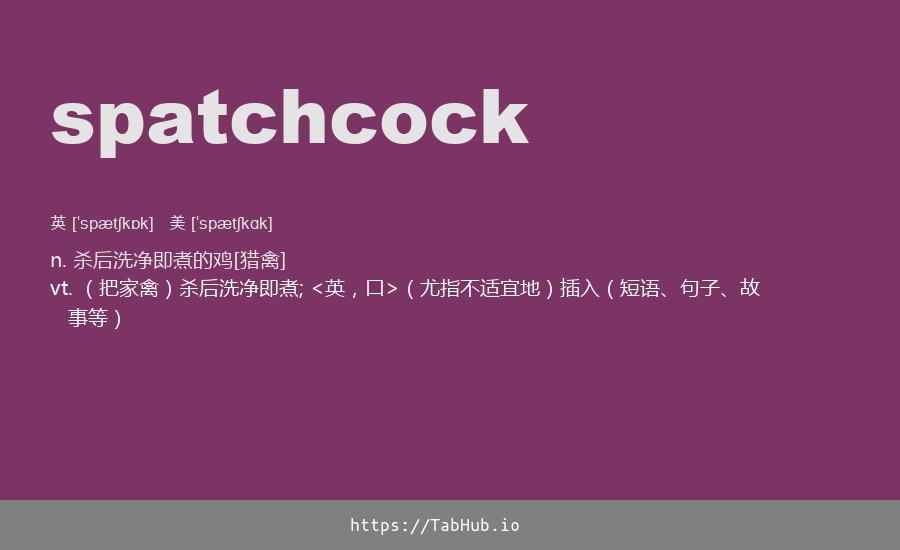 spatchcock
英 [ˈspætʃkɒk] 美 [ˈspætʃkɑk]
n. 杀后洗净即煮的鸡[猎禽]
vt. （把家禽）杀后洗净即煮; <英，口>（尤指不适宜地）插入（短语、句子、故
事等）
https://TabHub.io